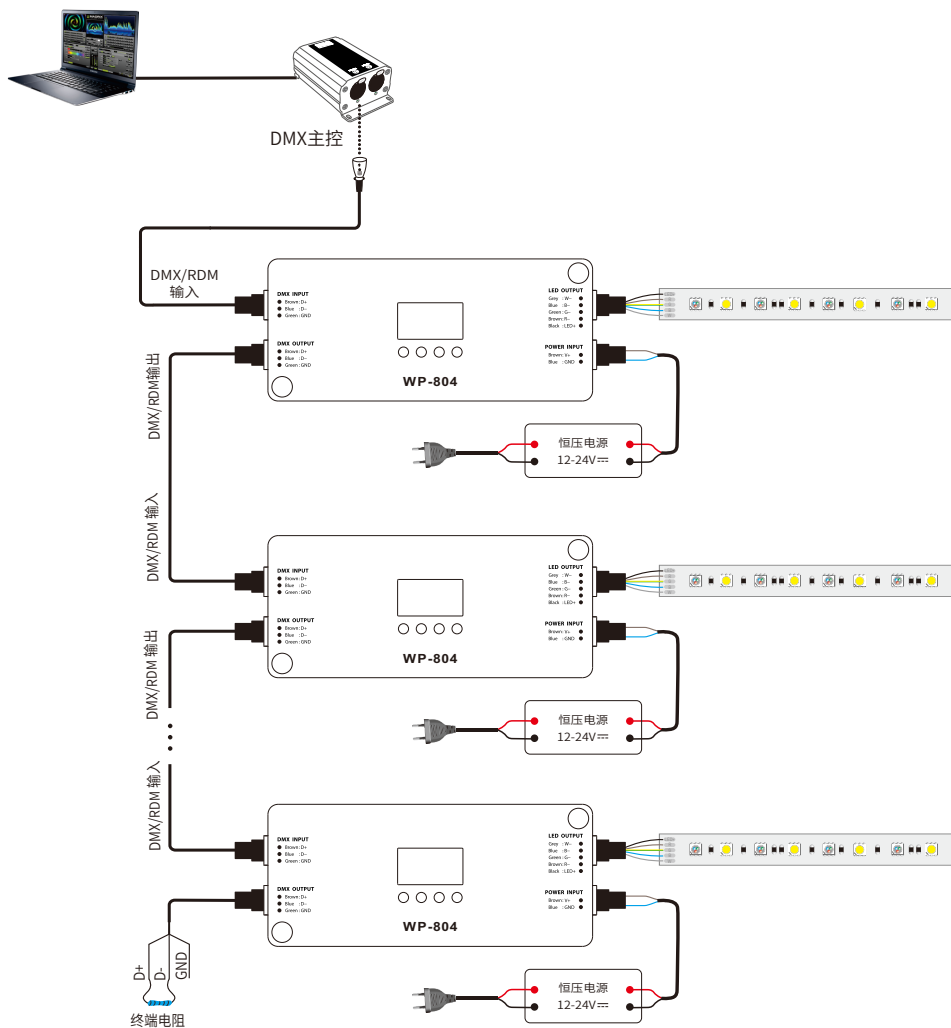 DMX主控
DMX/RDM
输入
DMX INPUT
Brown: D+
Blue : D-
Green : GND
DMX OUTPUT
Brown: D+
Blue : D-
Green : GND
WP-804
LED OUTPUT
Grey : W-
Blue : B-
Green: G-
Brown: R-
Black : LED+
POWER INPUT
Brown: V+
Blue : GND
DMX/RDM输出
恒压电源
12-24V⎓
DMX/RDM 输入
DMX INPUT
Brown: D+
Blue : D-
Green : GND
DMX OUTPUT
Brown: D+
Blue : D-
Green : GND
WP-804
LED OUTPUT
Grey : W-
Blue : B-
Green: G-
Brown: R-
Black : LED+
POWER INPUT
Brown: V+
Blue : GND
DMX/RDM 输出
恒压电源
12-24V⎓
DMX/RDM 输入
DMX INPUT
Brown: D+
Blue : D-
Green : GND
DMX OUTPUT
Brown: D+
Blue : D-
Green : GND
WP-804
LED OUTPUT
Grey : W-
Blue : B-
Green: G-
Brown: R-
Black : LED+
POWER INPUT
Brown: V+
Blue : GND
D+
D-
GND
终端电阻
恒压电源
12-24V⎓